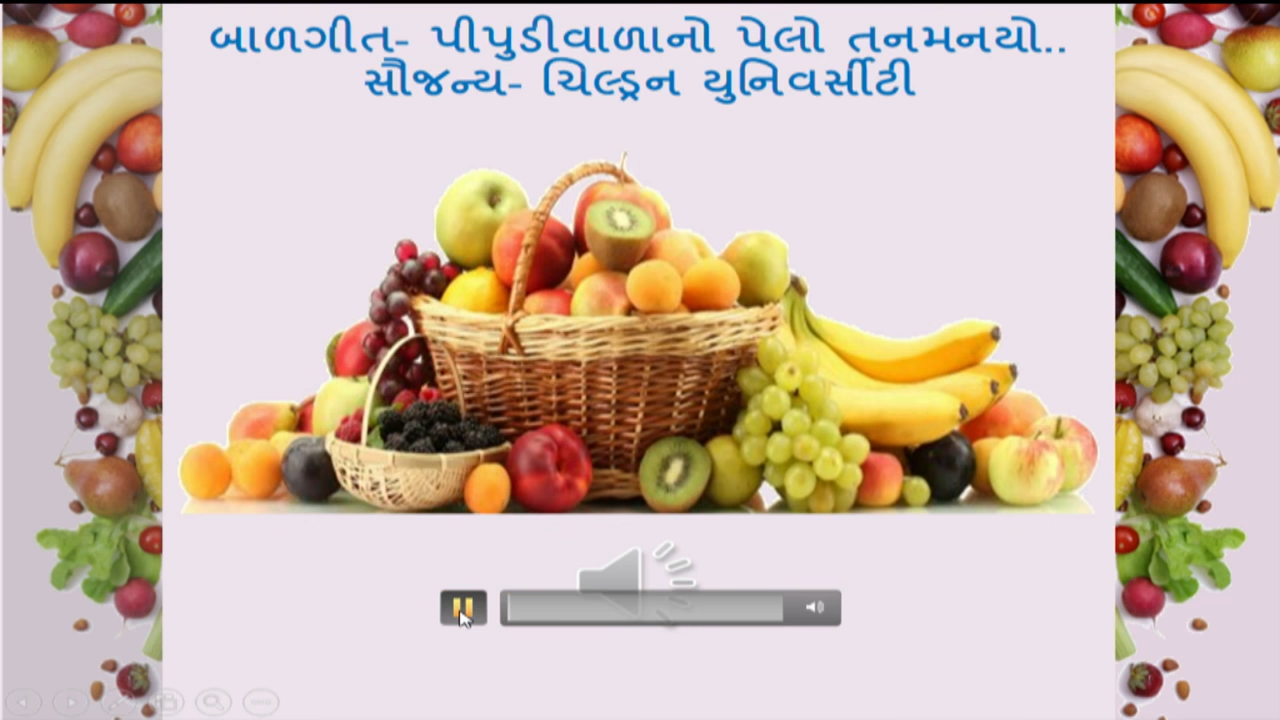 બાળગીત- પીપુડીવાળાનો પેલો તનમનયો..
સૌજન્ય- ચિલ્ડ્રન યુનિવર્સીટી